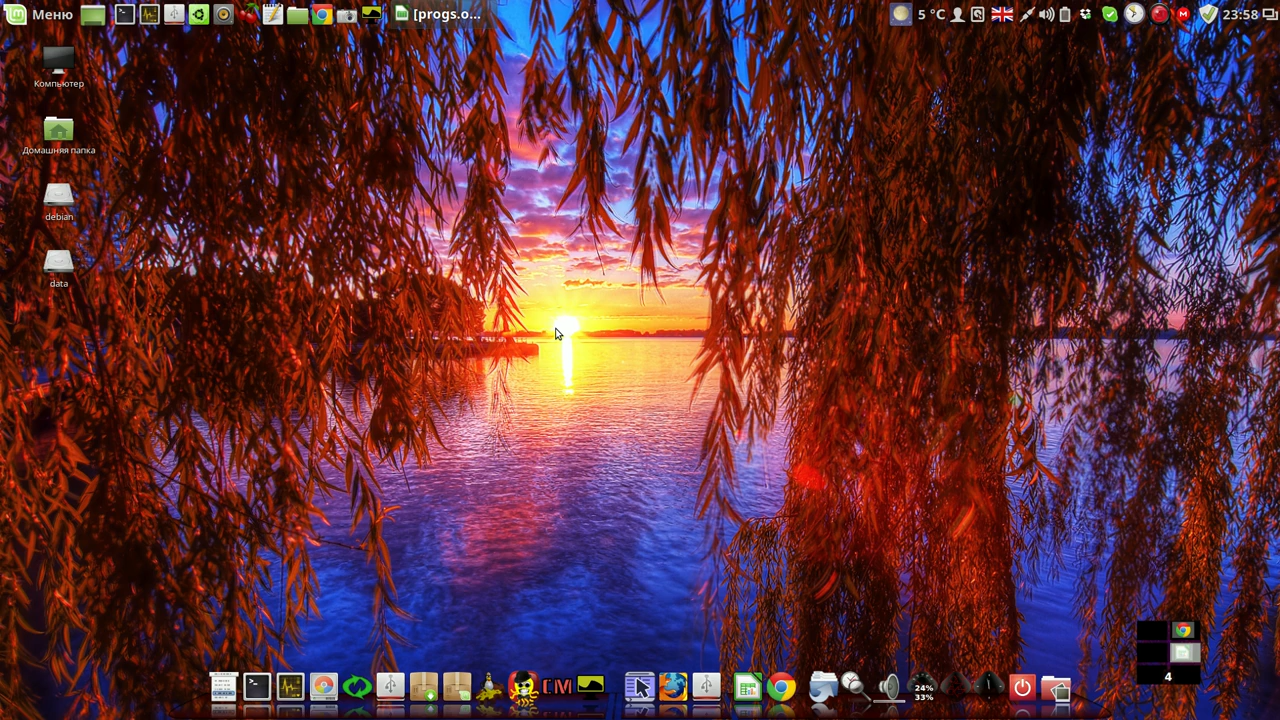 Меню
[progs.o...
5 °C
23:58
Компьютер
Домашняя папка
debian
data
24%
33%
4